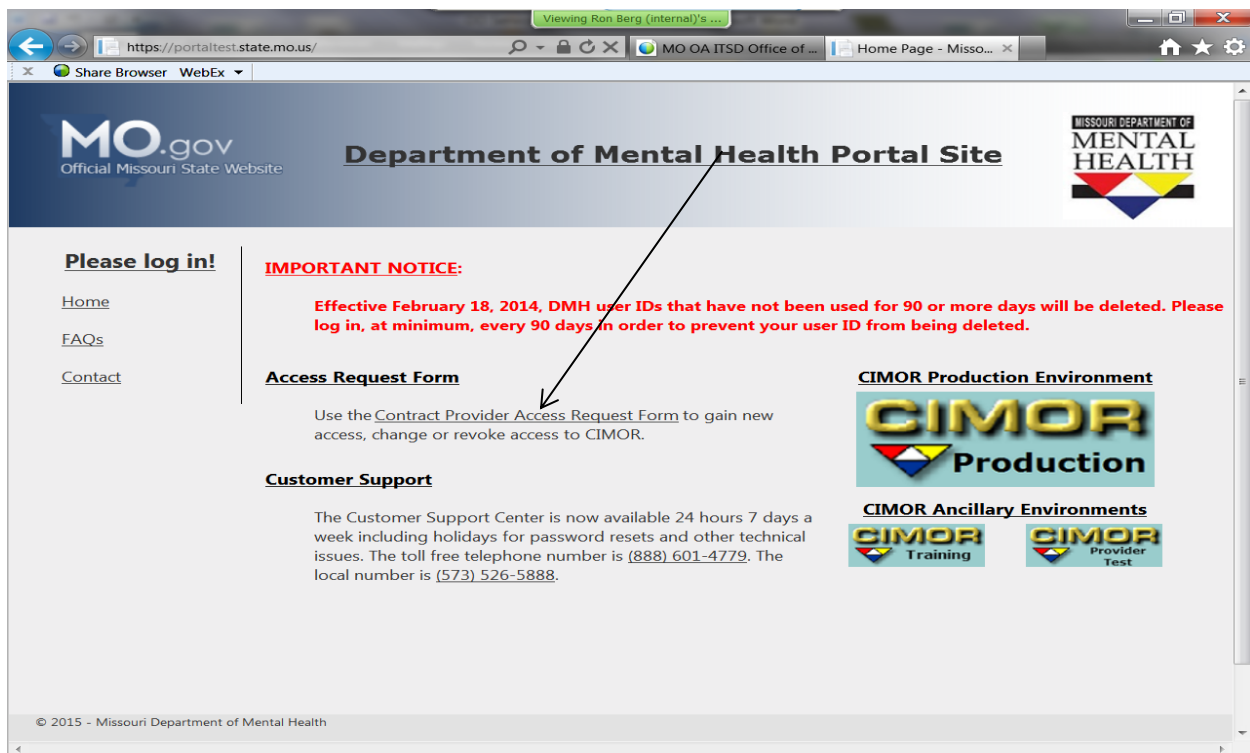 Viewing Ron Berg (internal)'s ...
https://portaltest.state.mo.us/
MO OA ITSD Office of ...
Home Page - Misso...
x Share Browser WebEx
MO.gov
Official Missouri State Website
Department of Mental Health Portal Site
MISSOURI DEPARTMENT OF
MENTAL
HEALTH
Please log in!
Home
FAQs
Contact
IMPORTANT NOTICE:
Effective February 18, 2014, DMH user IDs that have not been used for 90 or more days will be deleted. Please
log in, at minimum, every 90 days in order to prevent your user ID from being deleted.
Access Request Form
Use the Contract Provider Access Request Form to gain new
access, change or revoke access to CIMOR.
Customer Support
The Customer Support Center is now available 24 hours 7 days a
week including holidays for password resets and other technical
issues. The toll free telephone number is (888) 601-4779. The
local number is (573) 526-5888.
CIMOR Production Environment
CIMOR
Production
CIMOR Ancillary Environments
CIMOR
Training
CIMOR
Provider
Test
© 2015 - Missouri Department of Mental Health